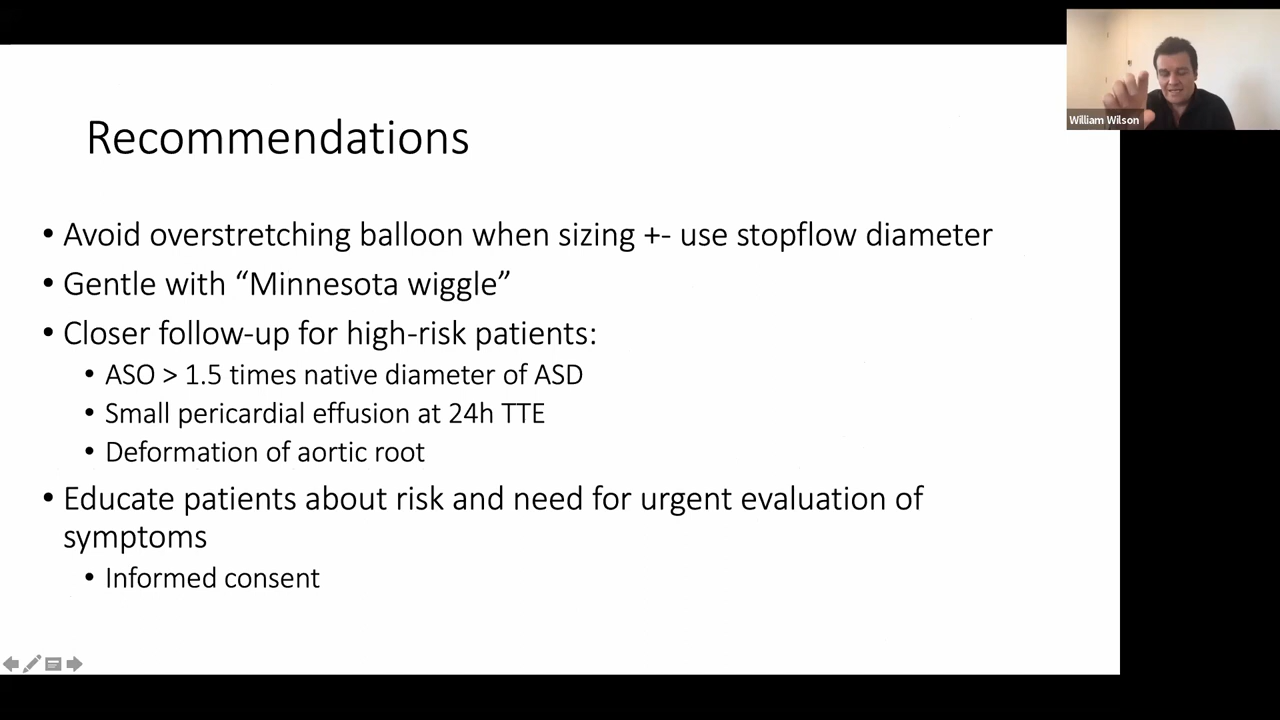 William Wilson
Recommendations
• Avoid overstretching balloon when sizing +- use stopflow diameter
• Gentle with “Minnesota wiggle”
• Closer follow-up for high-risk patients:
• ASO > 1.5 times native diameter of ASD
• Small pericardial effusion at 24h TTE
• Deformation of aortic root
• Educate patients about risk and need for urgent evaluation of
symptoms
• Informed consent